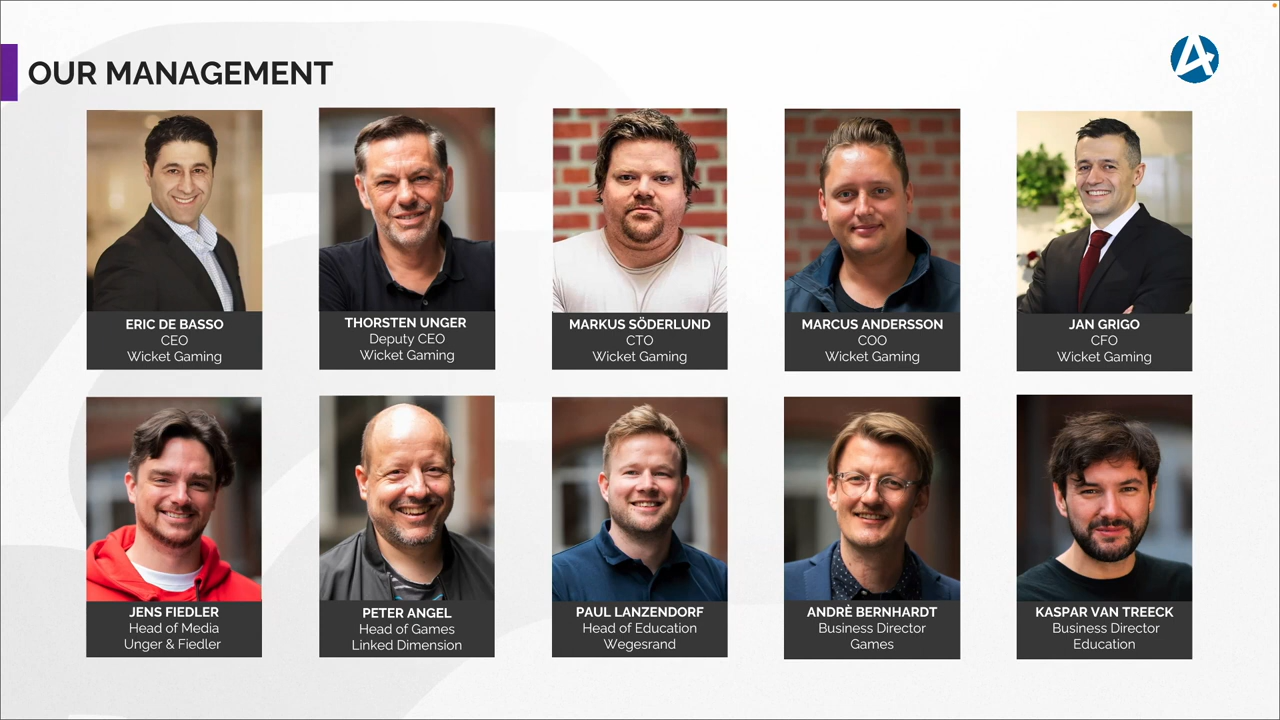 OUR MANAGEMENT
ERIC DE BASSO
CEO
Wicket Gaming
THORSTEN UNGER
Deputy CEO
Wicket Gaming
MARKUS SÖDERLUND
CTO
Wicket Gaming
MARCUS ANDERSSON
COO
Wicket Gaming
JAN GRIGO
CFO
Wicket Gaming
JENS FIEDLER
Head of Media
Unger & Fiedler
PETER ANGEL
Head of Games
Linked Dimension
PAUL LANZENDORF
Head of Education
Wegesrand
ANDRÈ BERNHARDT
Business Director
Games
KASPAR VAN TREECK
Business Director
Education